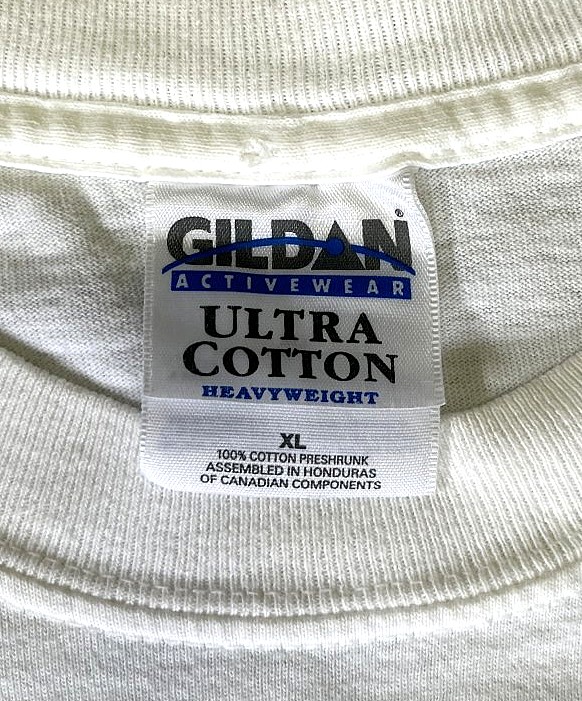 GILDAN®
ACTIVEWEAR
ULTRA
COTTON
HEAVYWEIGHT
XL
100% COTTON PRESHRUNK
ASSEMBLED IN HONDURAS
OF CANADIAN COMPONENTS